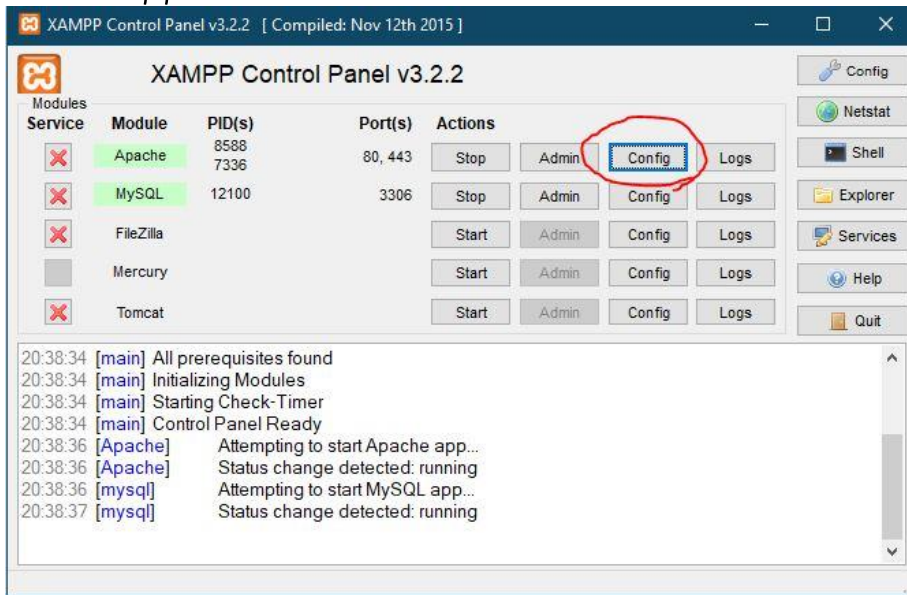 XAMPP Control Panel v3.2.2 [ Compiled: Nov 12th 2015 ]
XAMPP Control Panel v3.2.2
Config
Modules
Service Module PID(s) Port(s) Actions
Netstat
Apache 8588 7336 80, 443 Stop Admin Config Logs
Shell
MySQL 12100 3306 Stop Admin Config Logs
Explorer
FileZilla Start Admin Config Logs
Services
Mercury Start Admin Config Logs
Help
Tomcat Start Admin Config Logs
Quit
20:38:34 [main] All prerequisites found
20:38:34 [main] Initializing Modules
20:38:34 [main] Starting Check-Timer
20:38:34 [main] Control Panel Ready
20:38:36 [Apache] Attempting to start Apache app...
20:38:36 [Apache] Status change detected: running
20:38:36 [mysql] Attempting to start MySQL app...
20:38:37 [mysql] Status change detected: running